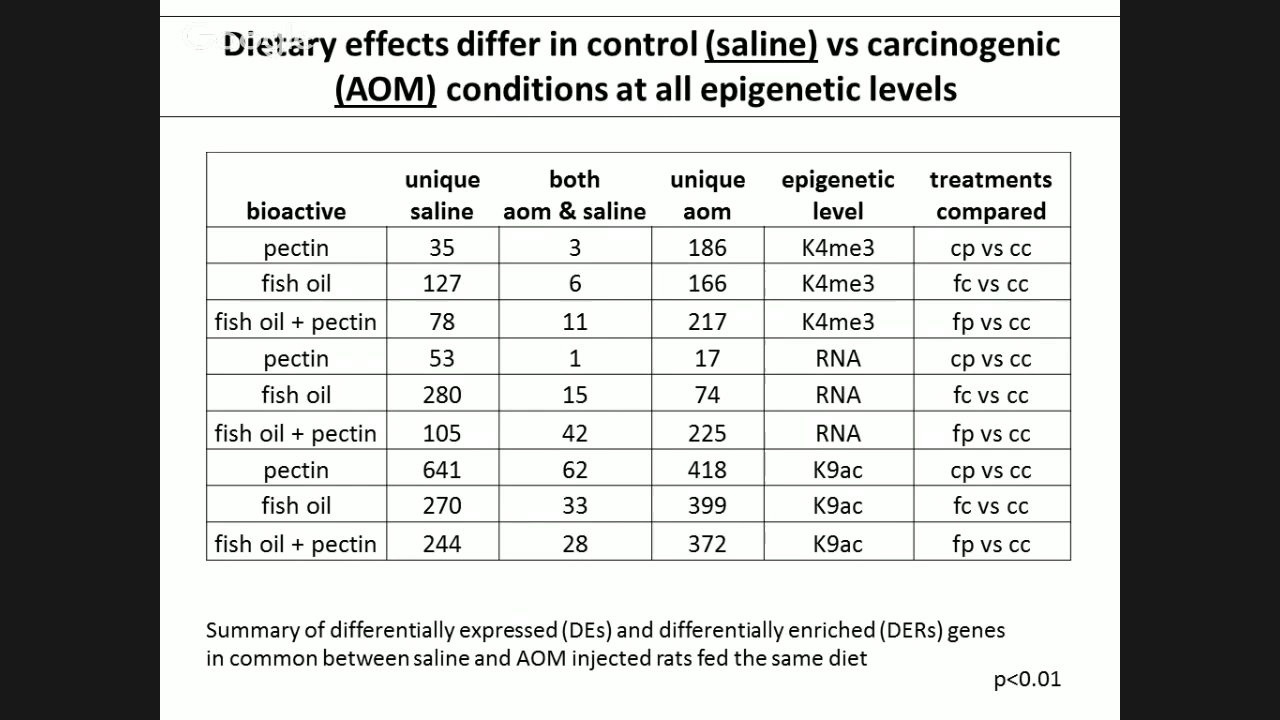 Google
Dietary effects differ in control (saline) vs carcinogenic
(AOM) conditions at all epigenetic levels
bioactive unique saline both aom & saline unique aom epigenetic level treatments compared
pectin 35 3 186 K4me3 cp vs cc
fish oil 127 6 166 K4me3 fc vs cc
fish oil + pectin 78 11 217 K4me3 fp vs cc
pectin 53 1 17 RNA cp vs cc
fish oil 280 15 74 RNA fc vs cc
fish oil + pectin 105 42 225 RNA fp vs cc
pectin 641 62 418 K9ac cp vs cc
fish oil 270 33 399 K9ac fc vs cc
fish oil + pectin 244 28 372 K9ac fp vs cc
Summary of differentially expressed (DEs) and differentially enriched (DERs) genes
in common between saline and AOM injected rats fed the same diet
p<0.01